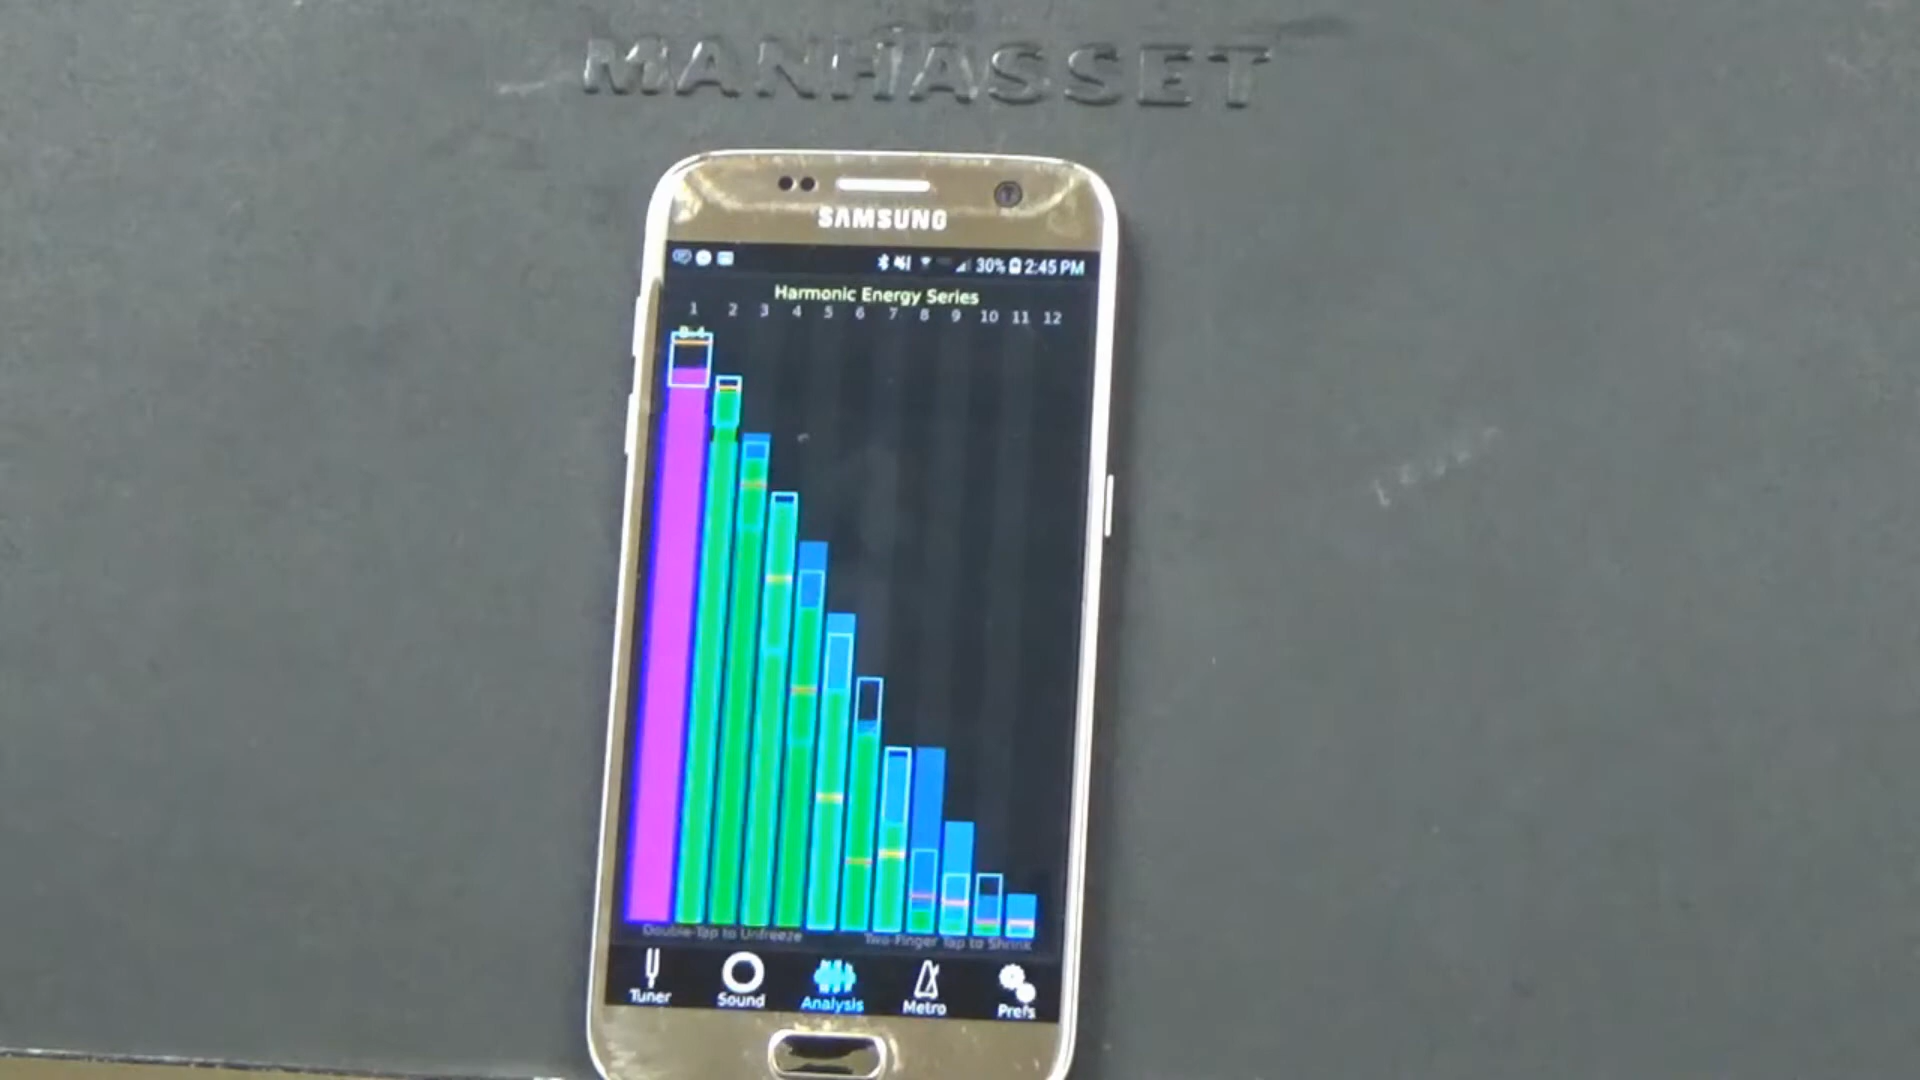 MANHASSET
SAMSUNG
30% 2:45 PM
Harmonic Energy Series
1 2 3 4 5 6 7 8 9 10 11 12
Double-Tap to Unfreeze Two-Finger Tap to Shrink
Tuner Sound Analysis Metro Prefs